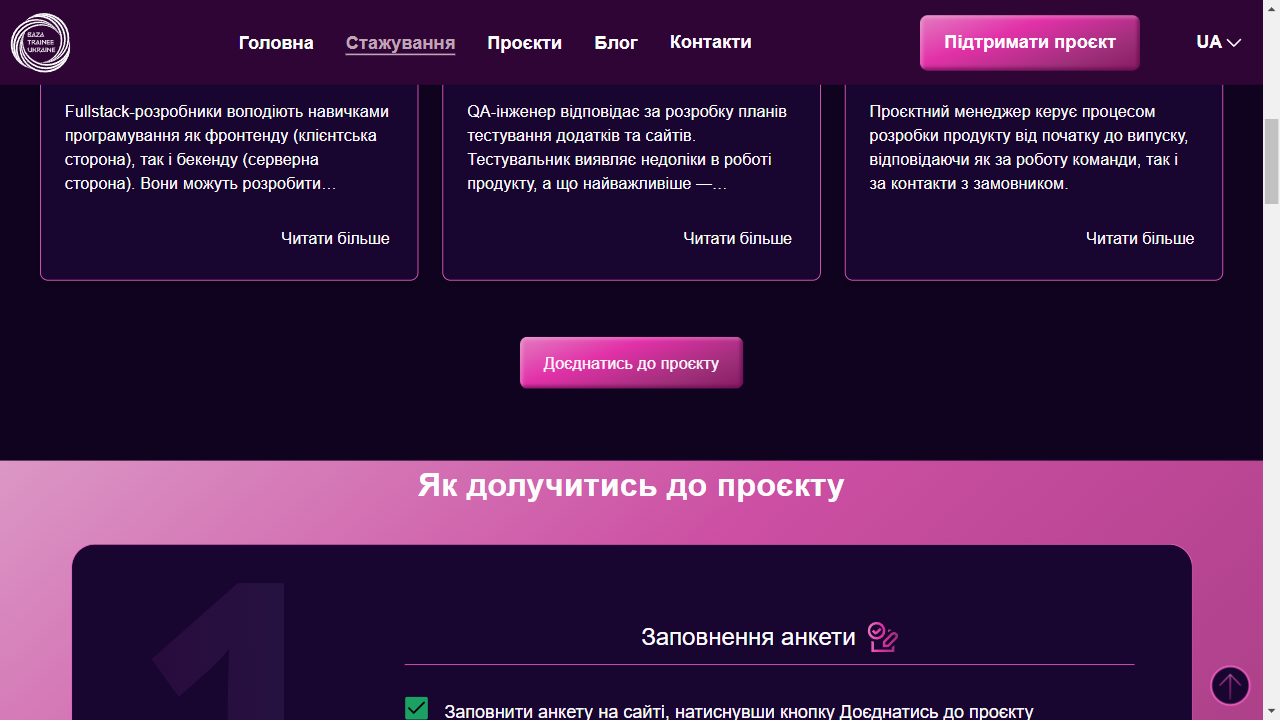 BAZA
TRAINEE
UKRAINE
Головна
Стажування
Проєкти
Блог
Контакти
Підтримати проєкт
UA
Fullstack-розробники володіють навичками
програмування як фронтенду (клієнтська
сторона), так і бекенду (серверна
сторона). Вони можуть розробити…
Читати більше
QA-інженер відповідає за розробку планів
тестування додатків та сайтів.
Тестувальник виявляє недоліки в роботі
продукту, а що найважливіше —…
Читати більше
Проєктний менеджер керує процесом
розробки продукту від початку до випуску,
відповідаючи як за роботу команди, так і
за контакти з замовником.
Читати більше
Доєднатись до проєкту
Як долучитись до проєкту
1
Заповнення анкети
Заповнити анкету на сайті, натиснувши кнопку Доєднатись до проєкту